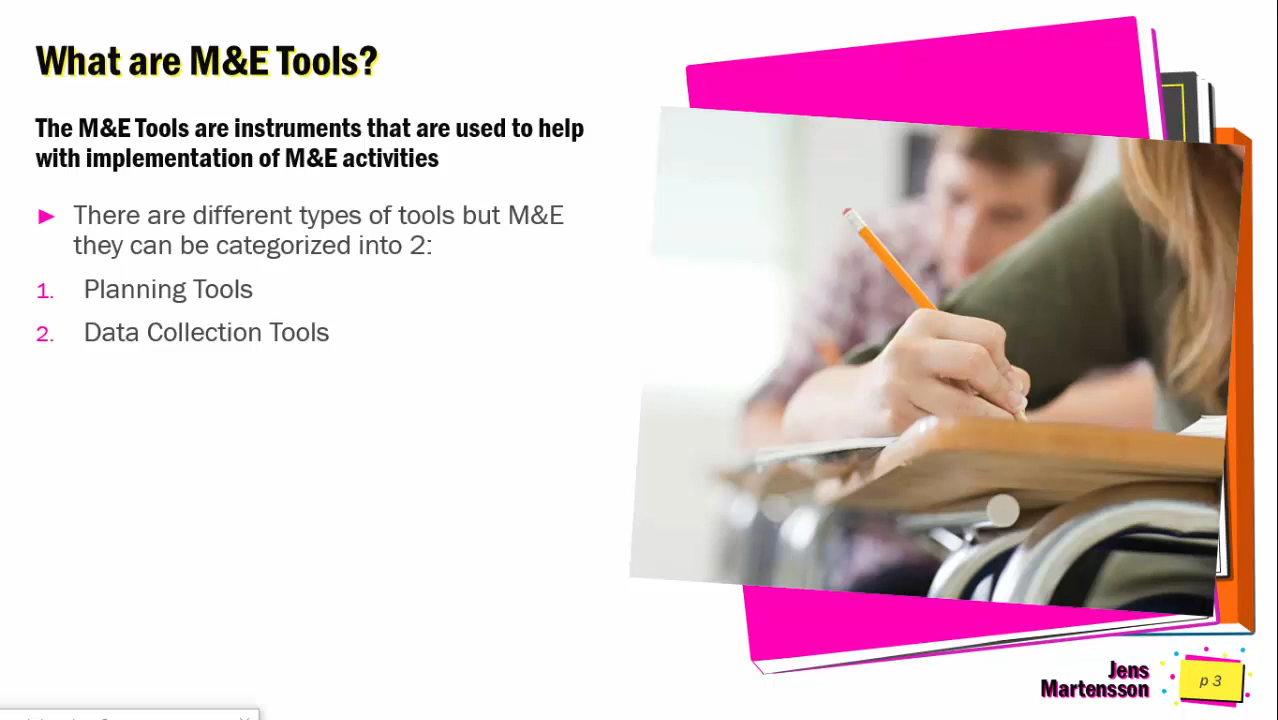 What are M&E Tools?
The M&E Tools are instruments that are used to help
with implementation of M&E activities
► There are different types of tools but M&E
they can be categorized into 2:
1. Planning Tools
2. Data Collection Tools
Jens
Martensson
p 3